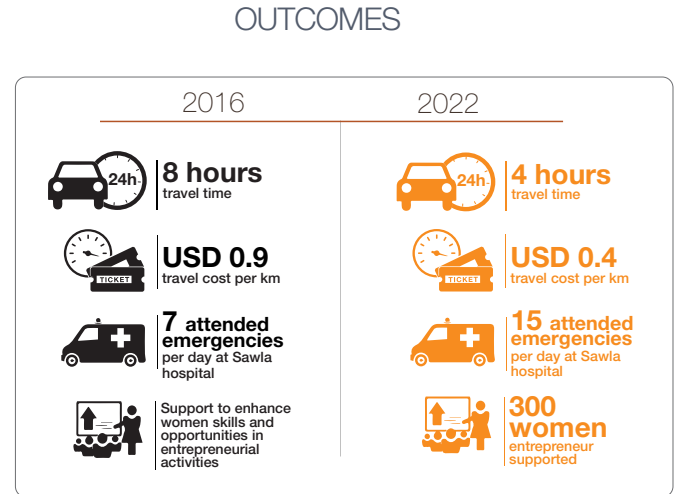 OUTCOMES
2016
24h
8 hours
travel time
USD 0.9
travel cost per km
TICKET
7 attended
emergencies
per day at Sawla
hospital
Support to enhance
women skills and
opportunities in
entrepreneurial
activities
2022
24h
4 hours
travel time
USD 0.4
travel cost per km
TICKET
15 attended
emergencies
per day at Sawla
hospital
300
women
entrepreneur
supported